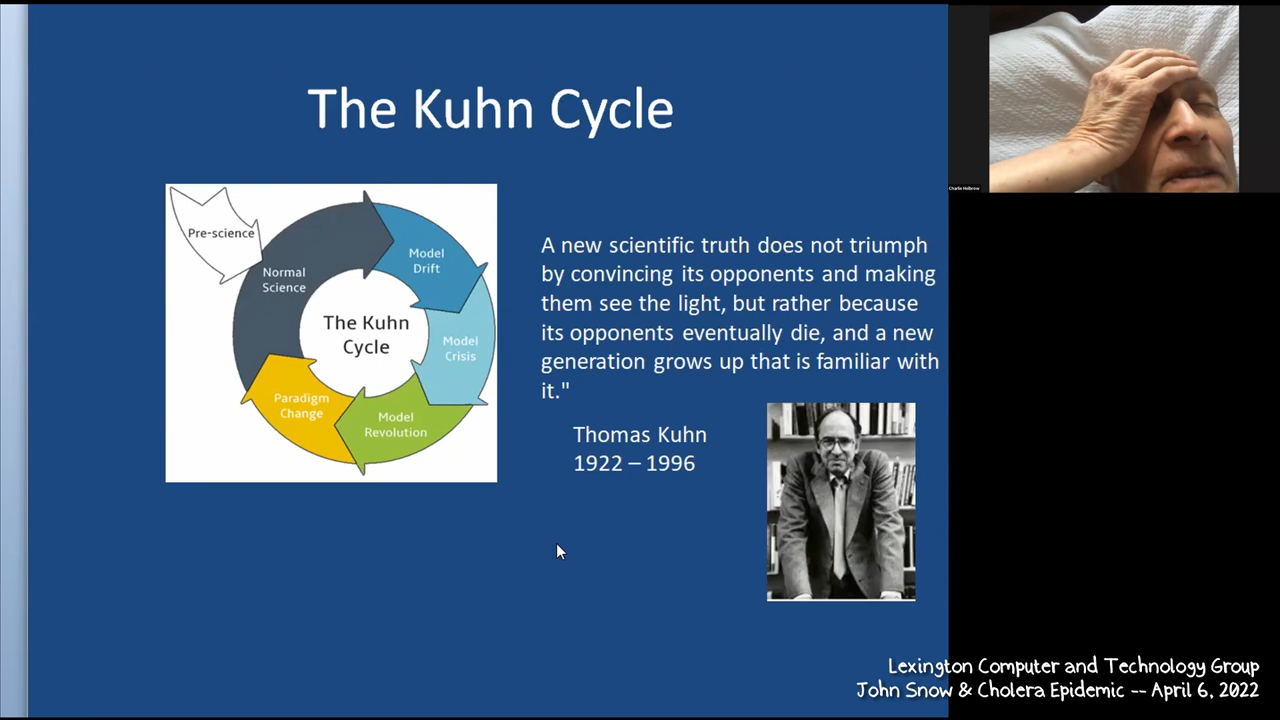 The Kuhn Cycle
Pre-science
Normal
Science
Model
Drift
Model
Crisis
Model
Revolution
Paradigm
Change
The Kuhn
Cycle
A new scientific truth does not triumph
by convincing its opponents and making
them see the light, but rather because
its opponents eventually die, and a new
generation grows up that is familiar with
it."
Thomas Kuhn
1922 – 1996
Charlie Holbrow
Lexington Computer and Technology Group
John Snow & Cholera Epidemic -- April 6, 2022